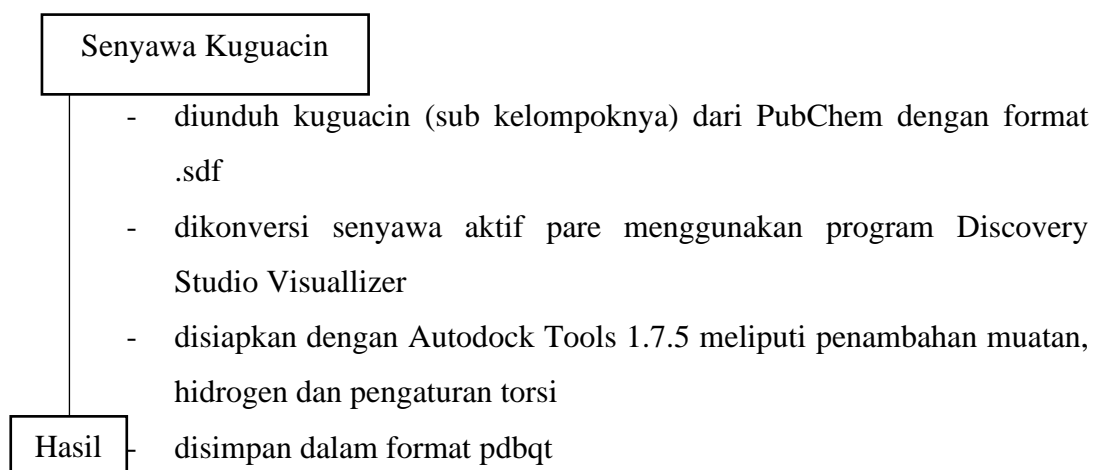 Senyawa Kuguacin
- diunduh kuguacin (sub kelompoknya) dari PubChem dengan format
.sdf
- dikonversi senyawa aktif pare menggunakan program Discovery
Studio Visuallizer
- disiapkan dengan Autodock Tools 1.7.5 meliputi penambahan muatan,
hidrogen dan pengaturan torsi
Hasil
- disimpan dalam format pdbqt